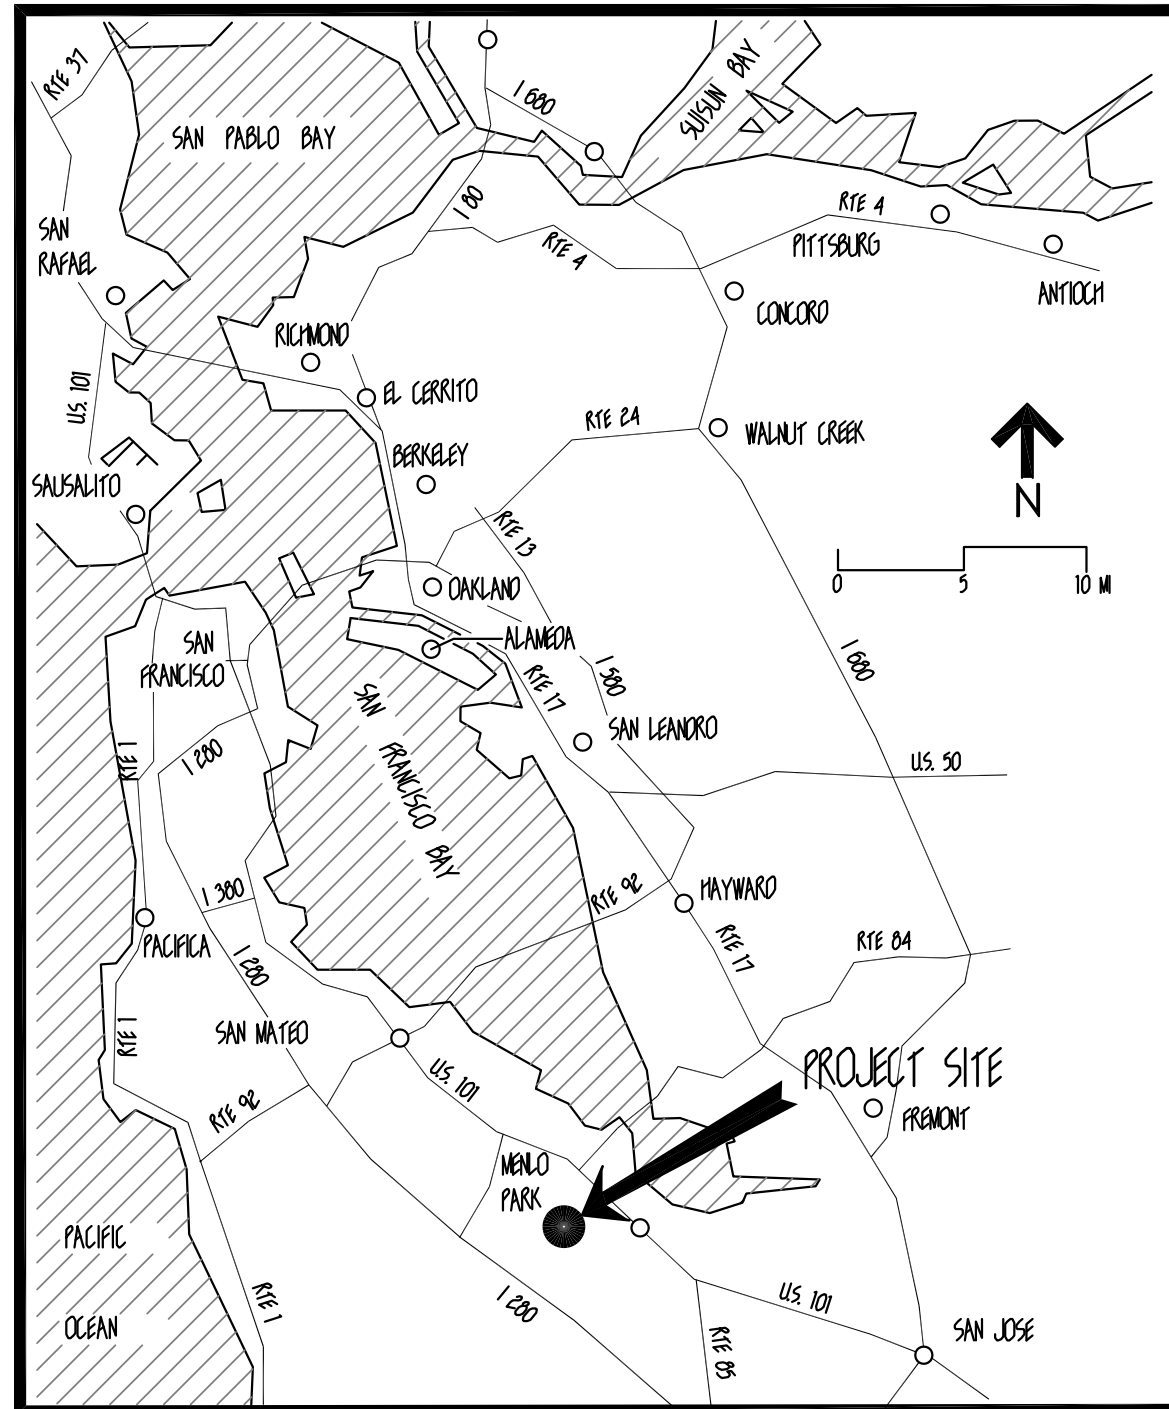 RTE 37
I 680
SUISUN BAY
SAN PABLO BAY
I 80
RTE 4
SAN
RAFAEL
RTE 4
PITTSBURG
ANTIOCH
CONCORD
RICHMOND
U.S. 101
EL CERRITO
RTE 24
WALNUT CREEK
BERKELEY
SAUSALITO
N
RTE 13
0 5 10 MI
OAKLAND
ALAMEDA
SAN
FRANCISCO
I 580
I 680
RTE 17
SAN
FRANCISCO
BAY
SAN LEANDRO
RTE 1
I 280
U.S. 50
I 380
RTE 92
HAYWARD
PACIFICA
I 280
RTE 17
RTE 84
RTE 1
SAN MATEO
U.S. 101
PROJECT SITE
RTE 92
FREMONT
MENLO
PARK
PACIFIC
OCEAN
RTE 1
I 280
U.S. 101
RTE 85
SAN JOSE